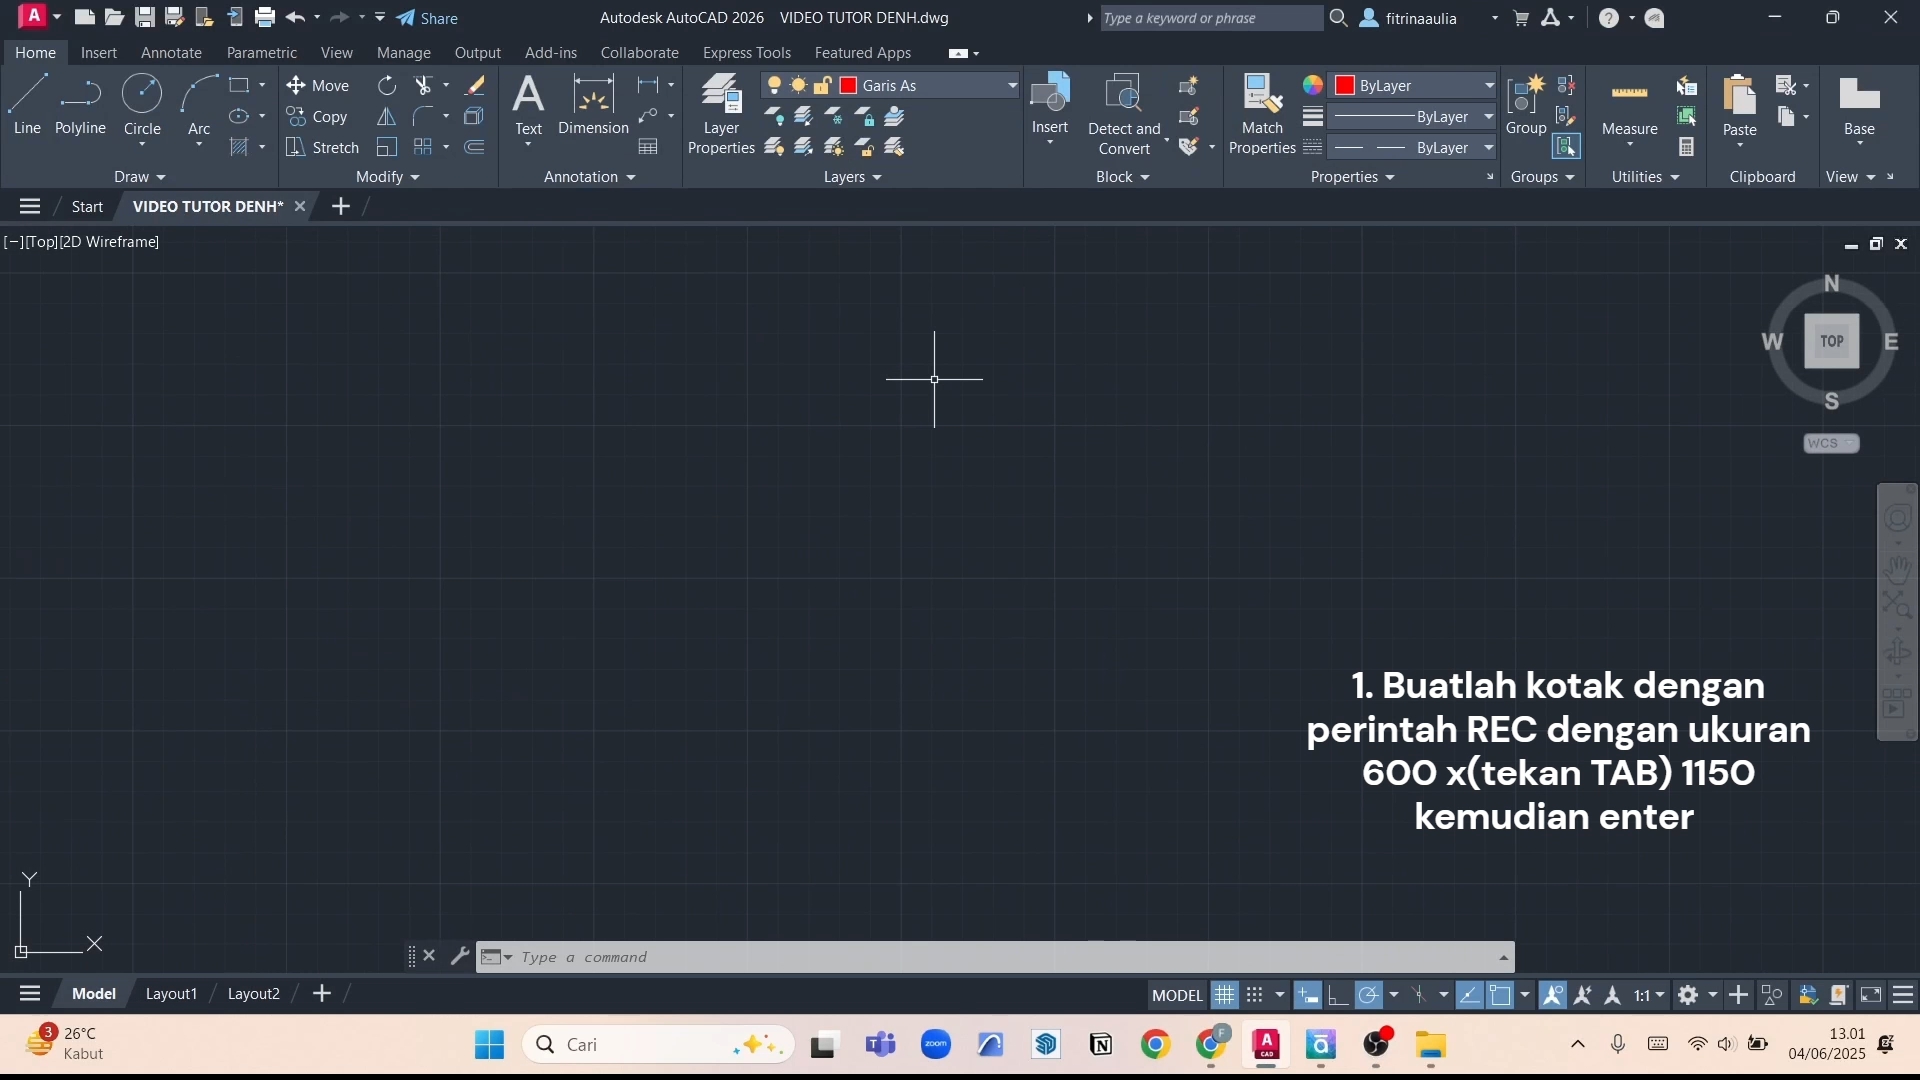 A CAD
Share
Autodesk AutoCAD 2026 VIDEO TUTOR DENH.dwg
Type a keyword or phrase
fitrinaaulia
Home Insert Annotate Parametric View Manage Output Add-ins Collaborate Express Tools Featured Apps
Line Polyline Circle Arc
Move
Copy
Stretch
Text Dimension
Layer Properties
Garis As
Insert
Detect and Convert
Match Properties
ByLayer
ByLayer
ByLayer
Group
Measure
Paste
Base
Draw Modify Annotation Layers Block Properties Groups Utilities Clipboard View
Start VIDEO TUTOR DENH*
[−][Top][2D Wireframe]
N
W TOP E
S
WCS
1. Buatlah kotak dengan
perintah REC dengan ukuran
600 x(tekan TAB) 1150
kemudian enter
Y
X
Type a command
Model Layout1 Layout2
MODEL 1:1
3 26°C
Kabut
Cari
zoom
13.01
04/06/2025